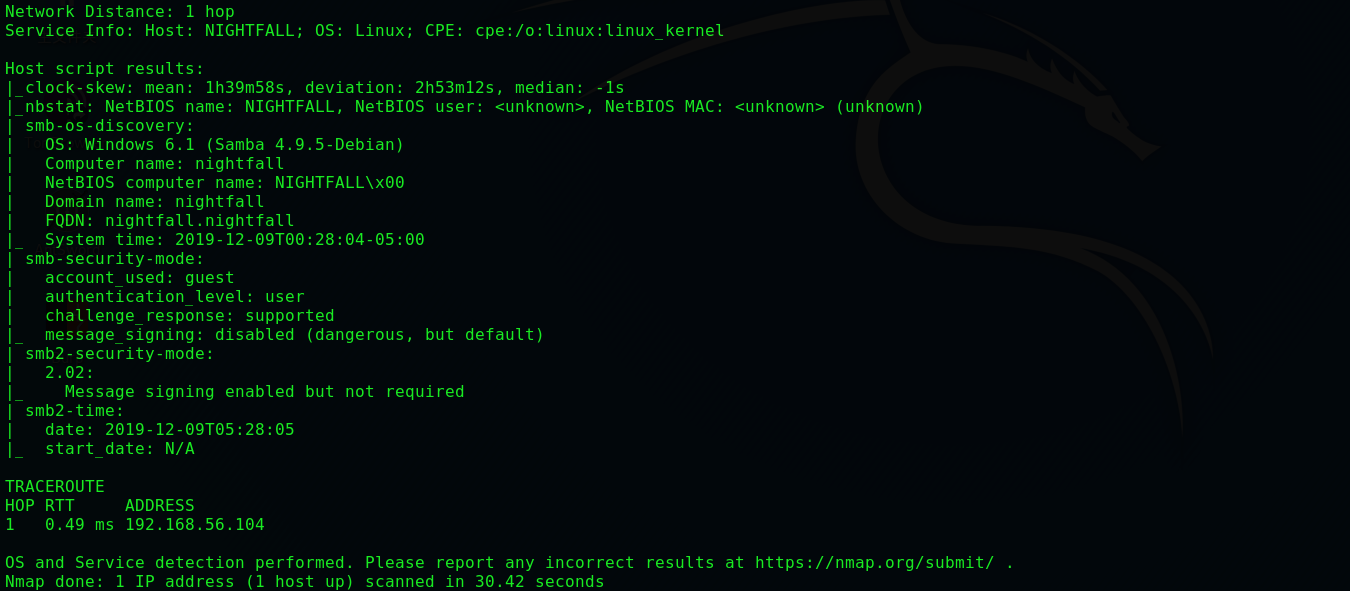 Network Distance: 1 hop
Service Info: Host: NIGHTFALL; OS: Linux; CPE: cpe:/o:linux:linux_kernel

Host script results:
|_clock-skew: mean: 1h39m58s, deviation: 2h53m12s, median: -1s
|_nbstat: NetBIOS name: NIGHTFALL, NetBIOS user: <unknown>, NetBIOS MAC: <unknown> (unknown)
| smb-os-discovery:
|   OS: Windows 6.1 (Samba 4.9.5-Debian)
|   Computer name: nightfall
|   NetBIOS computer name: NIGHTFALL\x00
|   Domain name: nightfall
|   FQDN: nightfall.nightfall
|_  System time: 2019-12-09T00:28:04-05:00
| smb-security-mode:
|   account_used: guest
|   authentication_level: user
|   challenge_response: supported
|_  message_signing: disabled (dangerous, but default)
| smb2-security-mode:
|   2.02:
|_    Message signing enabled but not required
| smb2-time:
|   date: 2019-12-09T05:28:05
|_  start_date: N/A

TRACEROUTE
HOP RTT     ADDRESS
1   0.49 ms 192.168.56.104

OS and Service detection performed. Please report any incorrect results at https://nmap.org/submit/ .
Nmap done: 1 IP address (1 host up) scanned in 30.42 seconds